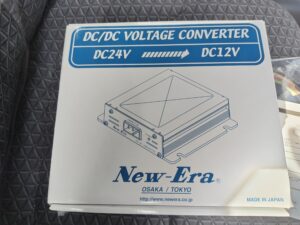 DC/DC VOLTAGE CONVERTER
DC24V DC12V
New-Era®
OSAKA / TOKYO
http://www.newera.co.jp MADE IN JAPAN